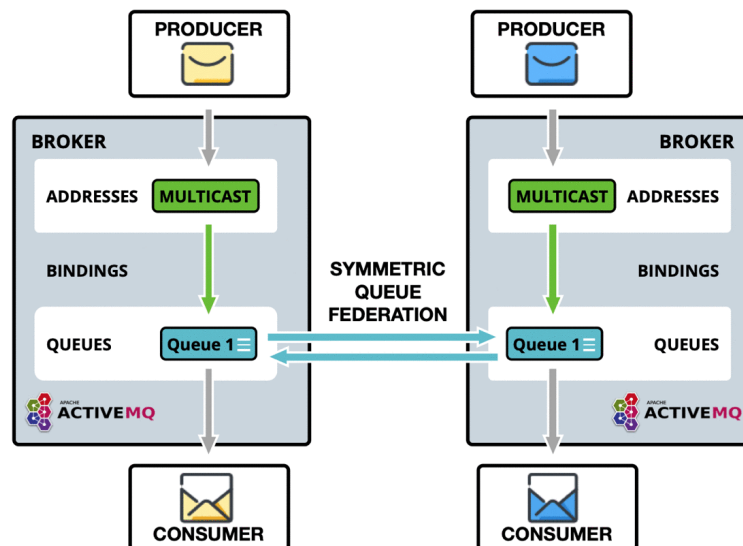 PRODUCER
PRODUCER
BROKER
BROKER
ADDRESSES
MULTICAST
MULTICAST
ADDRESSES
BINDINGS
SYMMETRIC
QUEUE
FEDERATION
BINDINGS
QUEUES
Queue 1
Queue 1
QUEUES
APACHE
ACTIVEMQ
APACHE
ACTIVEMQ
CONSUMER
CONSUMER